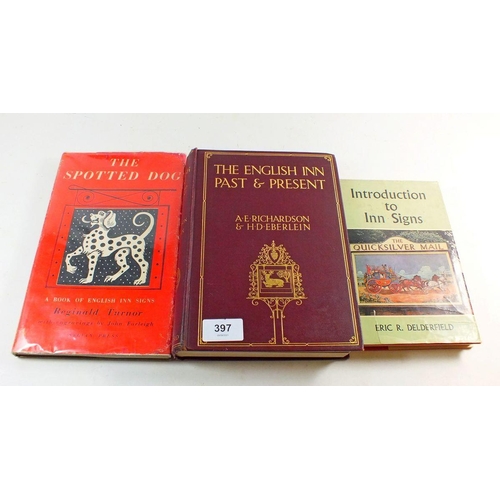 THE
SPOTTED DOG
A BOOK OF ENGLISH INN SIGNS
Reginald Turnor
THE ENGLISH INN
PAST & PRESENT
A·E·RICHARDSON
& H·D·EBERLEIN
397
Introduction
to
Inn Signs
THE
QUICKSILVER MAIL
ERIC R. DELDERFIELD